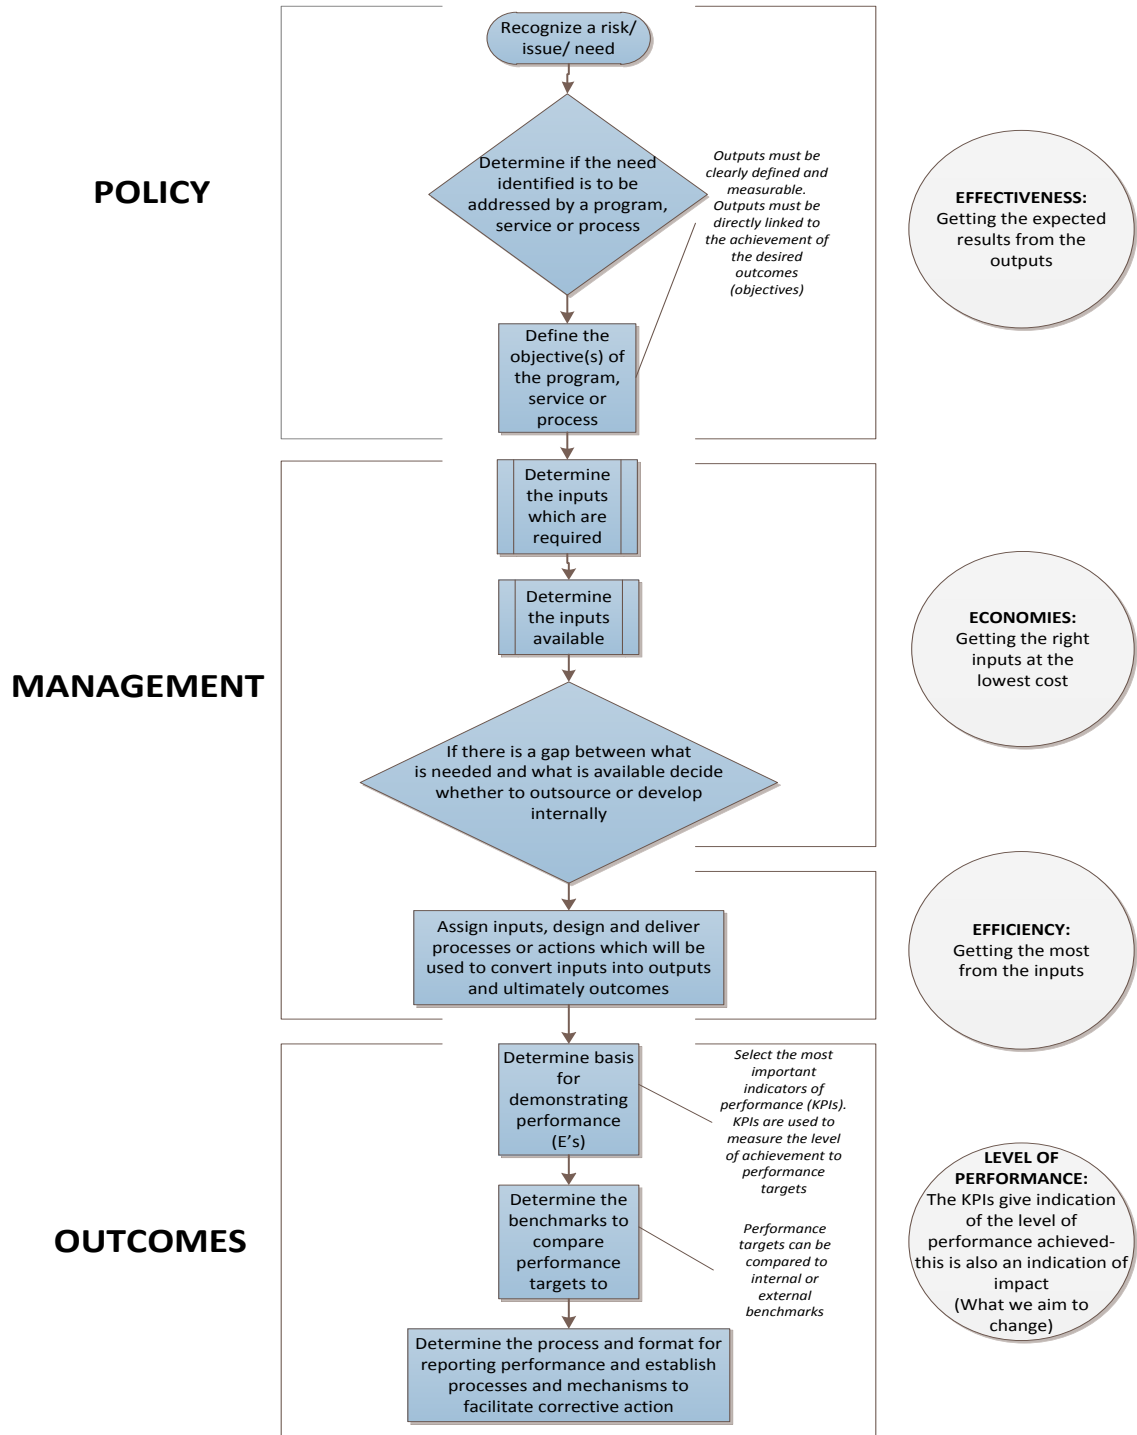 Recognize a risk/
issue/ need
POLICY
Determine if the need
identified is to be
addressed by a program,
service or process
Outputs must be
clearly defined and
measurable.
Outputs must be
directly linked to
the achievement of
the desired
outcomes
(objectives)
EFFECTIVENESS:
Getting the expected
results from the
outputs
Define the
objective(s) of
the program,
service or
process
MANAGEMENT
Determine
the inputs
which are
required
Determine
the inputs
available
ECONOMIES:
Getting the right
inputs at the
lowest cost
If there is a gap between what
is needed and what is available decide
whether to outsource or develop
internally
Assign inputs, design and deliver
processes or actions which will be
used to convert inputs into outputs
and ultimately outcomes
EFFICIENCY:
Getting the most
from the inputs
OUTCOMES
Determine basis
for
demonstrating
performance
(E's)
Select the most
important
indicators of
performance (KPIs).
KPIs are used to
measure the level
of achievement to
performance
targets
Determine the
benchmarks to
compare
performance
targets to
Performance
targets can be
compared to
internal or
external
benchmarks
LEVEL OF
PERFORMANCE:
The KPIs give indication
of the level of
performance achieved-
this is also an indication of
impact
(What we aim to
change)
Determine the process and format for
reporting performance and establish
processes and mechanisms to
facilitate corrective action